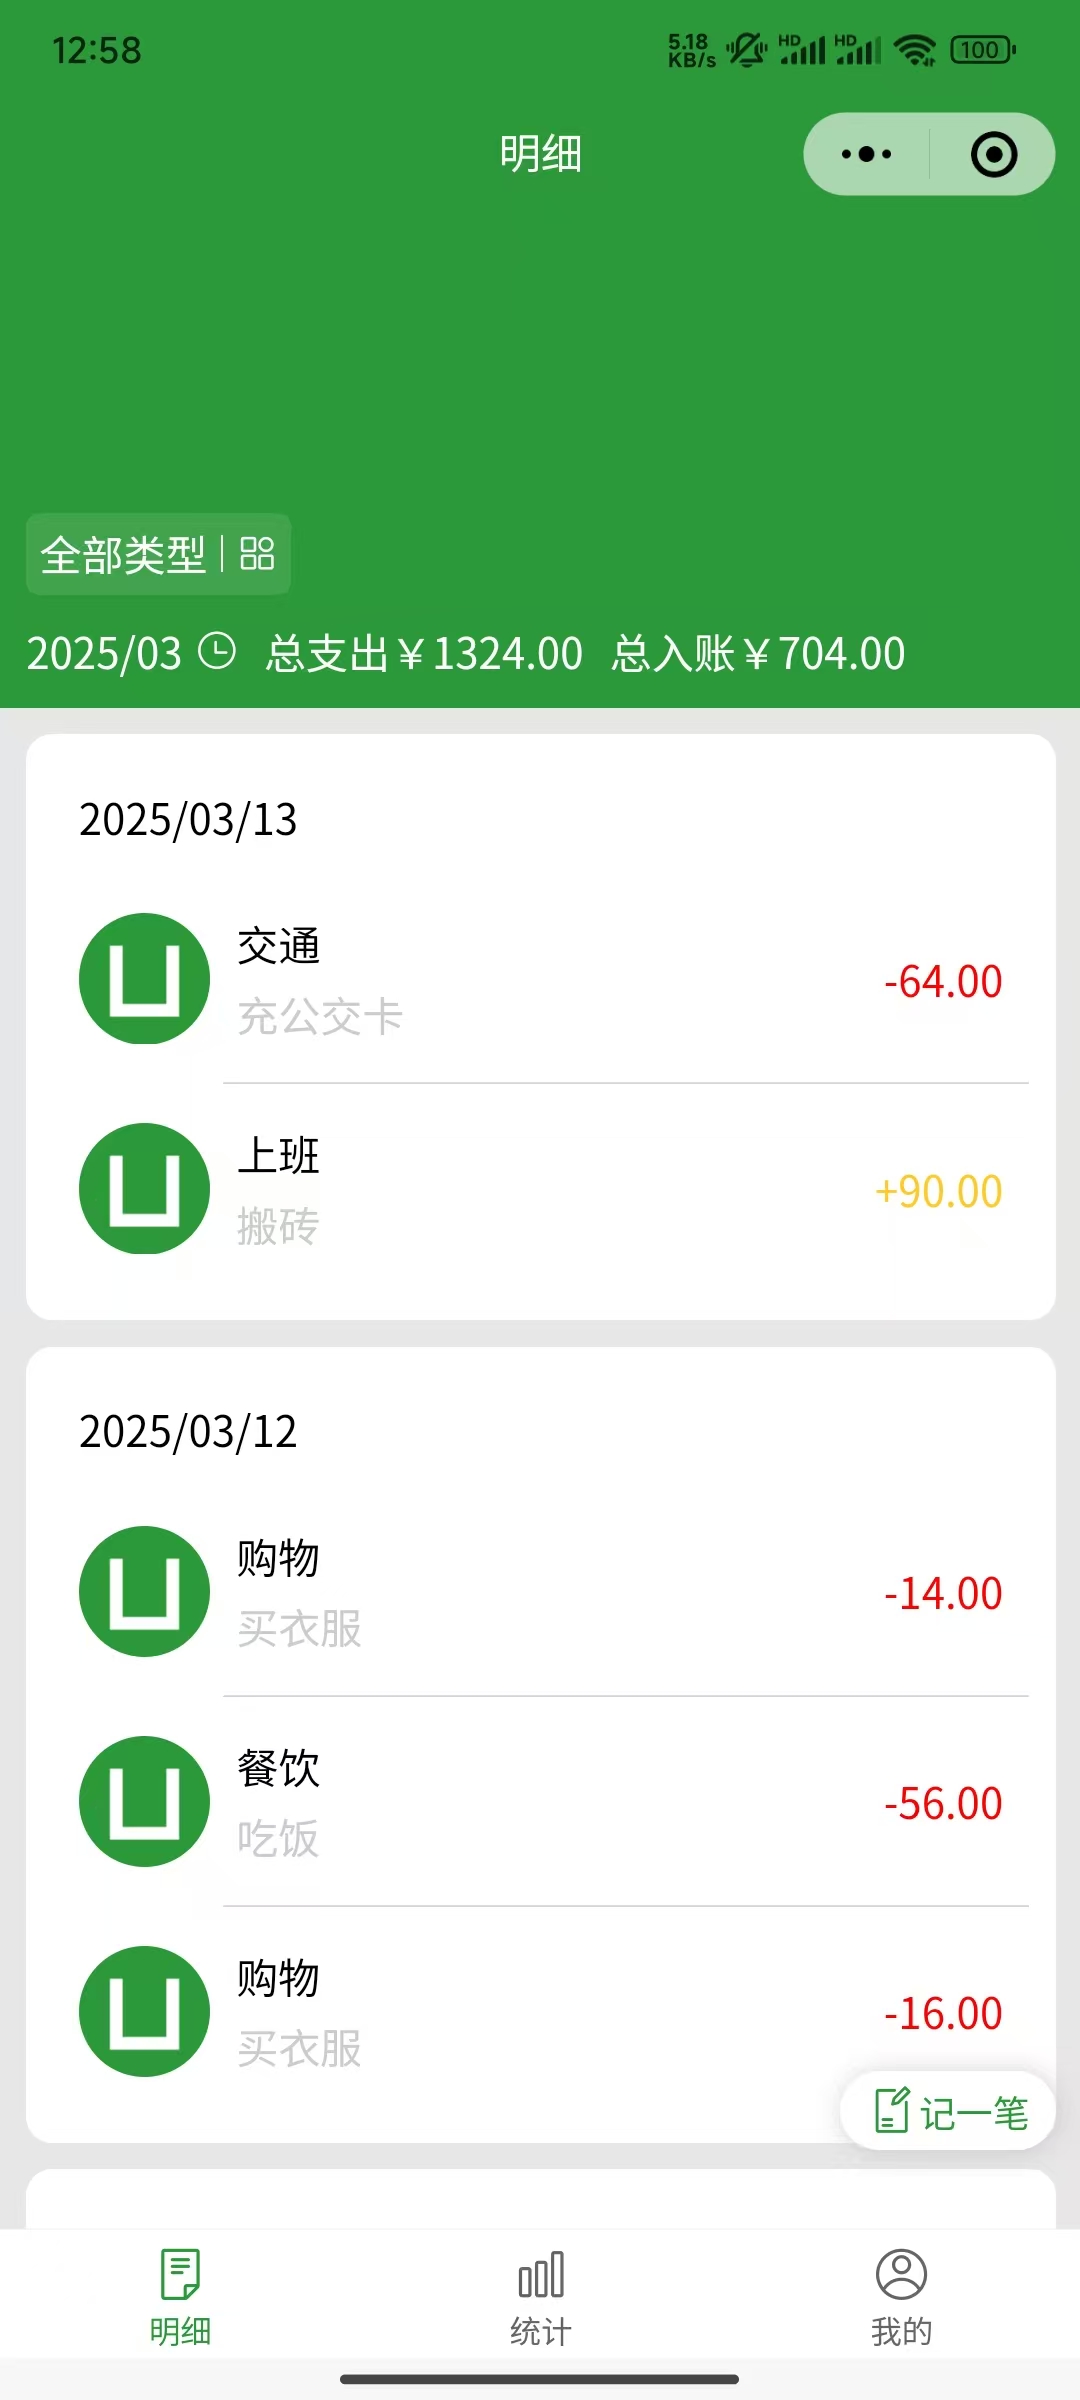 12:58
5.18 KB/s HD HD 100
明细
全部类型
2025/03 总支出￥1324.00 总入账￥704.00
2025/03/13
交通
充公交卡
-64.00
上班
搬砖
+90.00
2025/03/12
购物
买衣服
-14.00
餐饮
吃饭
-56.00
购物
买衣服
-16.00
记一笔
明细 统计 我的